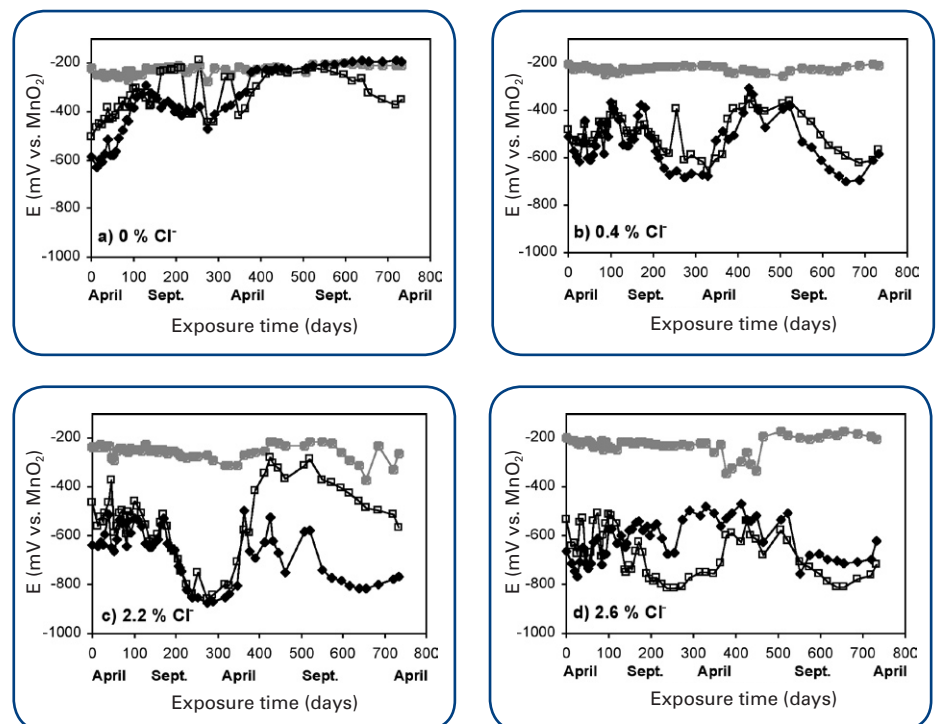 E (mV vs. MnO₂)
-200
-400
-600
-800
-1000
a) 0 % Cl⁻
0 100 200 300 400 500 600 700 800
April Sept. April Sept. April
Exposure time (days)
E (mV vs. MnO₂)
-200
-400
-600
-800
-1000
b) 0.4 % Cl⁻
0 100 200 300 400 500 600 700 800
April Sept. April Sept. April
Exposure time (days)
E (mV vs. MnO₂)
-200
-400
-600
-800
-1000
c) 2.2 % Cl⁻
0 100 200 300 400 500 600 700 800
April Sept. April Sept. April
Exposure time (days)
E (mV vs. MnO₂)
-200
-400
-600
-800
-1000
d) 2.6 % Cl⁻
0 100 200 300 400 500 600 700 800
April Sept. April Sept. April
Exposure time (days)